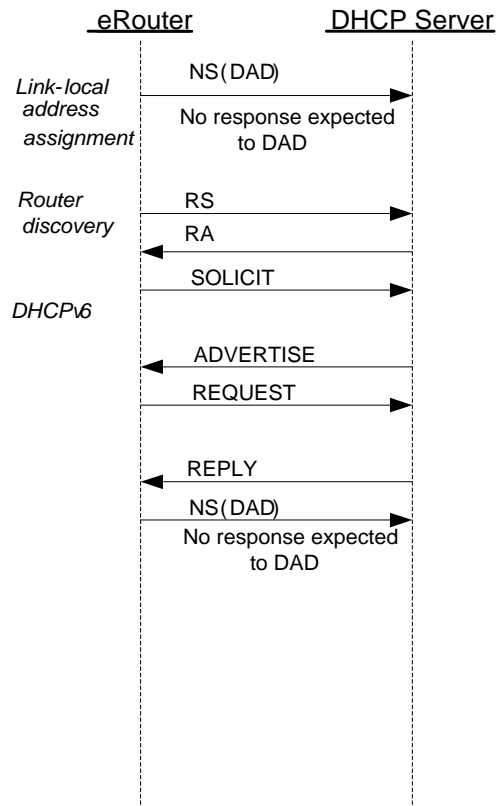 eRouter
DHCP Server
Link-local
address
assignment
NS(DAD)
No response expected
to DAD
Router
discovery
RS
RA
SOLICIT
DHCPv6
ADVERTISE
REQUEST
REPLY
NS(DAD)
No response expected
to DAD